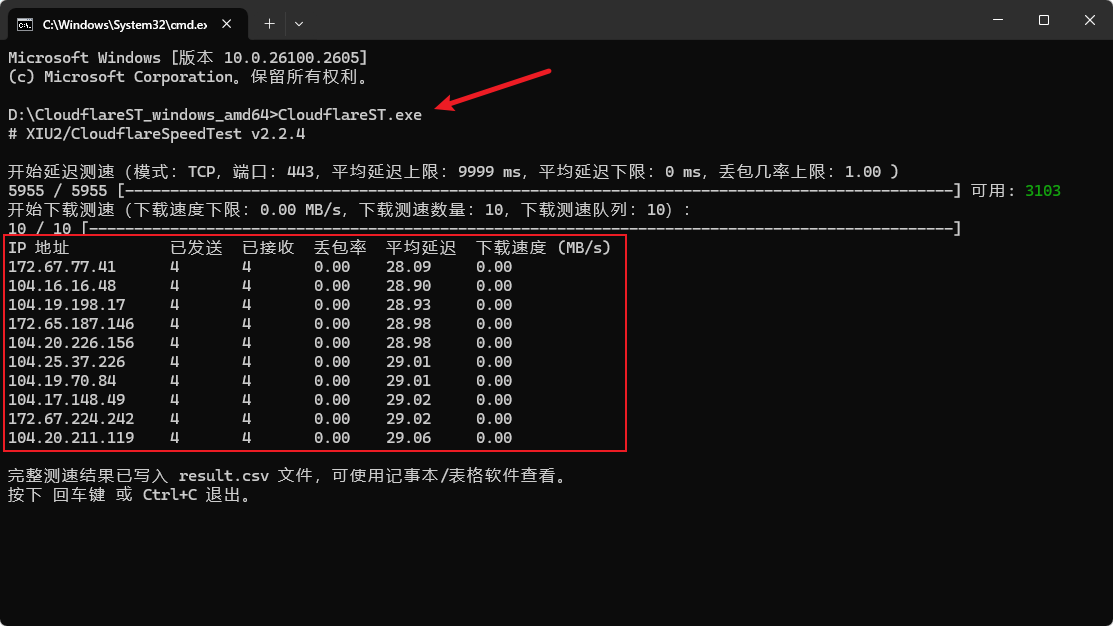 C:\Windows\System32\cmd.ex
Microsoft Windows [版本 10.0.26100.2605]
(c) Microsoft Corporation。保留所有权利。
D:\CloudflareST_windows_amd64>CloudflareST.exe
# XIU2/CloudflareSpeedTest v2.2.4
开始延迟测速（模式：TCP, 端口：443, 平均延迟上限：9999 ms, 平均延迟下限：0 ms, 丢包几率上限：1.00 )
5955 / 5955 [-----------------------------------------------------------------------------------------------] 可用: 3103
开始下载测速（下载速度下限：0.00 MB/s, 下载测速数量：10, 下载测速队列：10）:
10 / 10 [---------------------------------------------------------------------------------------------------]
IP 地址 已发送 已接收 丢包率 平均延迟 下载速度 (MB/s)
172.67.77.41 4 4 0.00 28.09 0.00
104.16.16.48 4 4 0.00 28.90 0.00
104.19.198.17 4 4 0.00 28.93 0.00
172.65.187.146 4 4 0.00 28.98 0.00
104.20.226.156 4 4 0.00 28.98 0.00
104.25.37.226 4 4 0.00 29.01 0.00
104.19.70.84 4 4 0.00 29.01 0.00
104.17.148.49 4 4 0.00 29.02 0.00
172.67.224.242 4 4 0.00 29.02 0.00
104.20.211.119 4 4 0.00 29.06 0.00
完整测速结果已写入 result.csv 文件，可使用记事本/表格软件查看。
按下 回车键 或 Ctrl+C 退出。